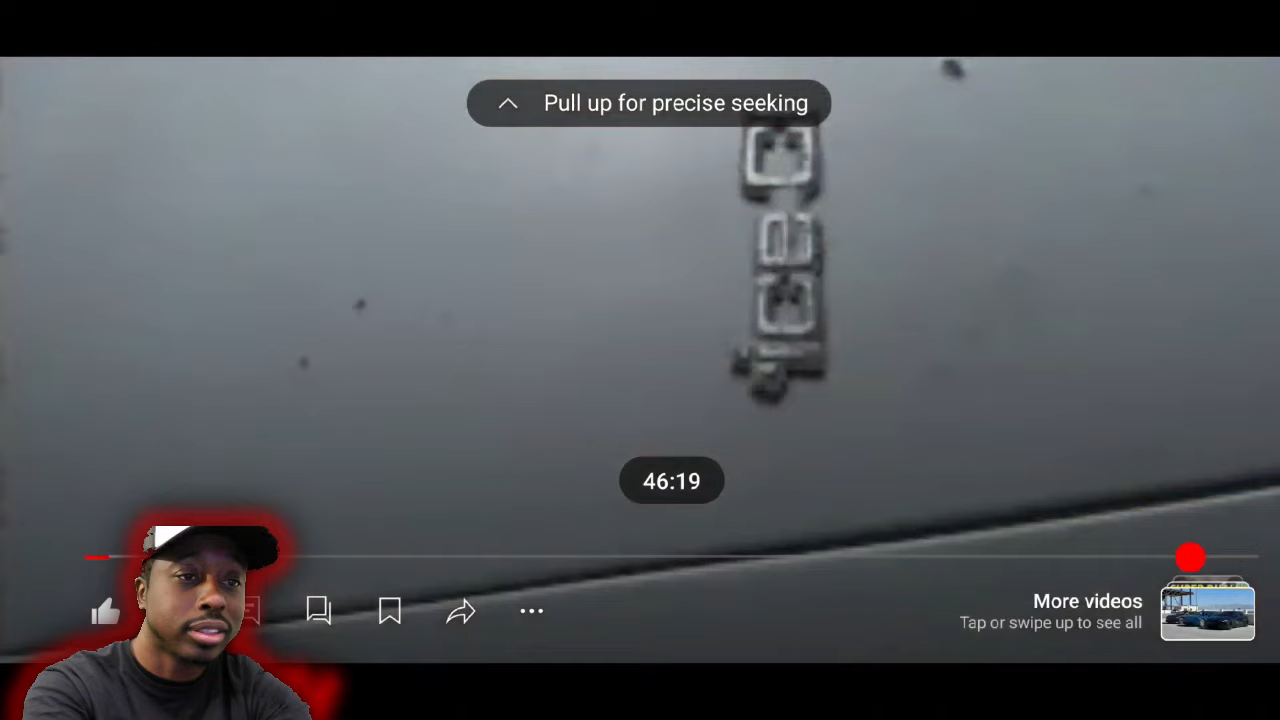 Pull up for precise seeking
46:19
More videos
Tap or swipe up to see all